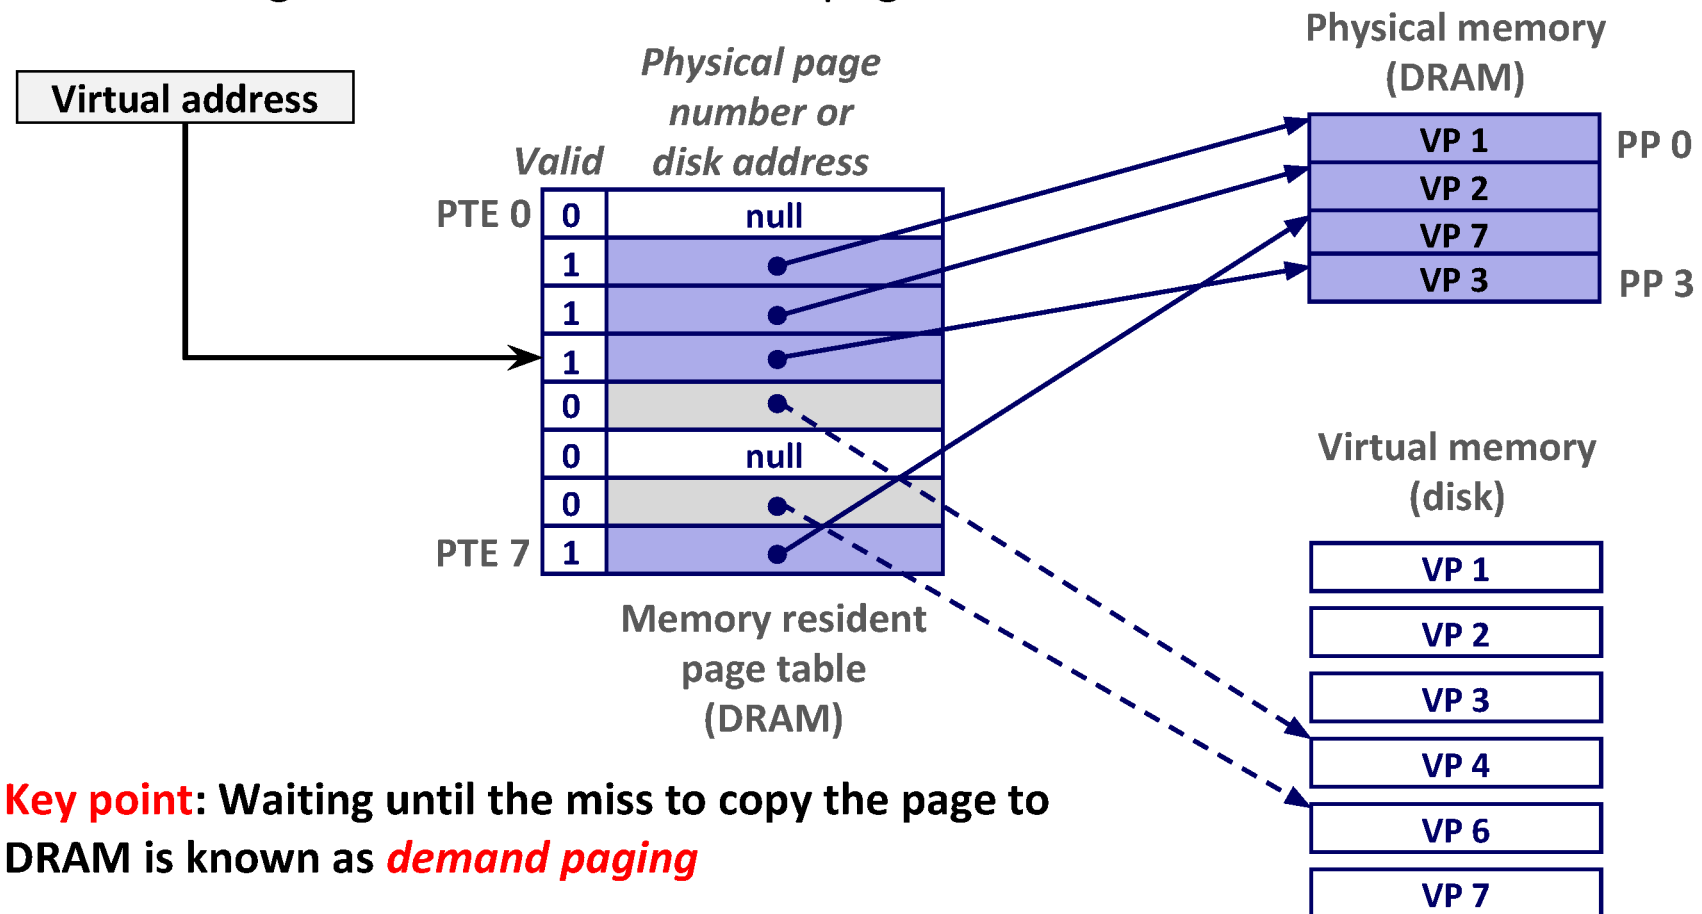 Physical memory
(DRAM)
Physical page
number or
disk address
Virtual address
Valid
VP 1
PP 0
VP 2
VP 7
VP 3
PP 3
PTE 0
0
null
1
1
1
0
0
null
0
PTE 7
1
Virtual memory
(disk)
VP 1
VP 2
VP 3
VP 4
VP 6
VP 7
Memory resident
page table
(DRAM)
Key point: Waiting until the miss to copy the page to
DRAM is known as demand paging